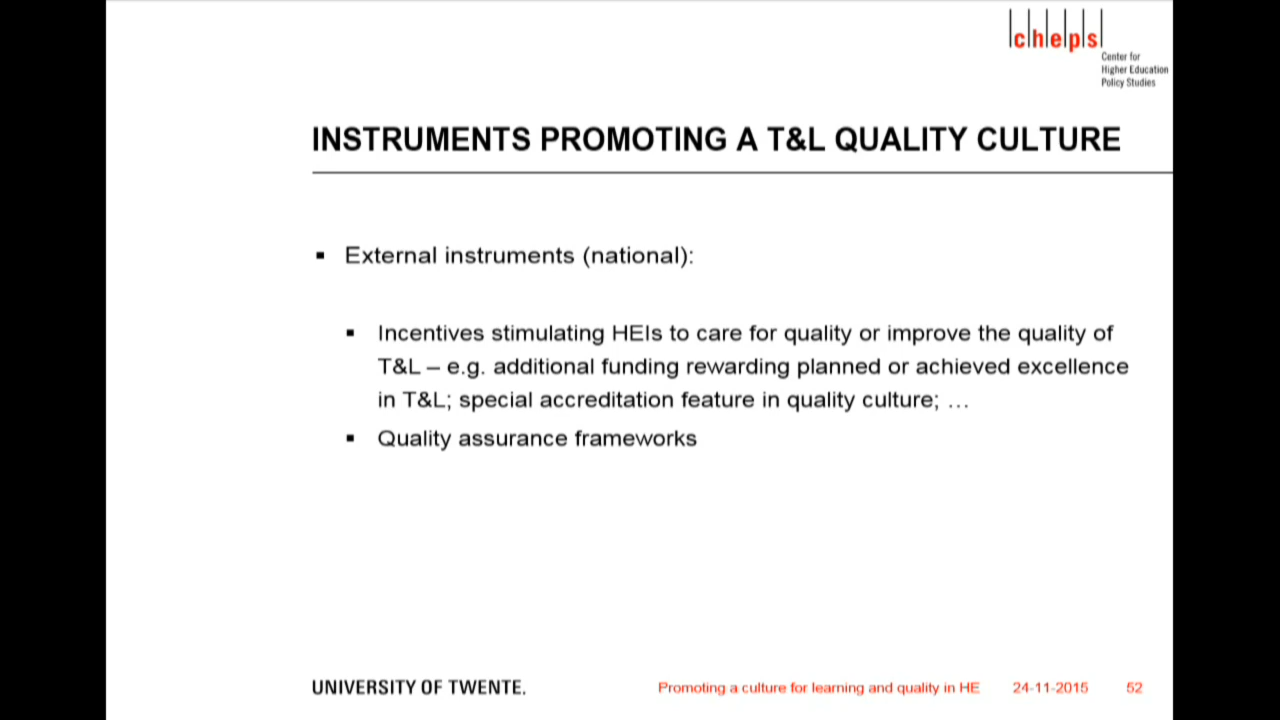 cheps
Center for
Higher Education
Policy Studies
INSTRUMENTS PROMOTING A T&L QUALITY CULTURE
▪ External instruments (national):
▪ Incentives stimulating HEIs to care for quality or improve the quality of
T&L – e.g. additional funding rewarding planned or achieved excellence
in T&L; special accreditation feature in quality culture; …
▪ Quality assurance frameworks
UNIVERSITY OF TWENTE. Promoting a culture for learning and quality in HE 24-11-2015 52